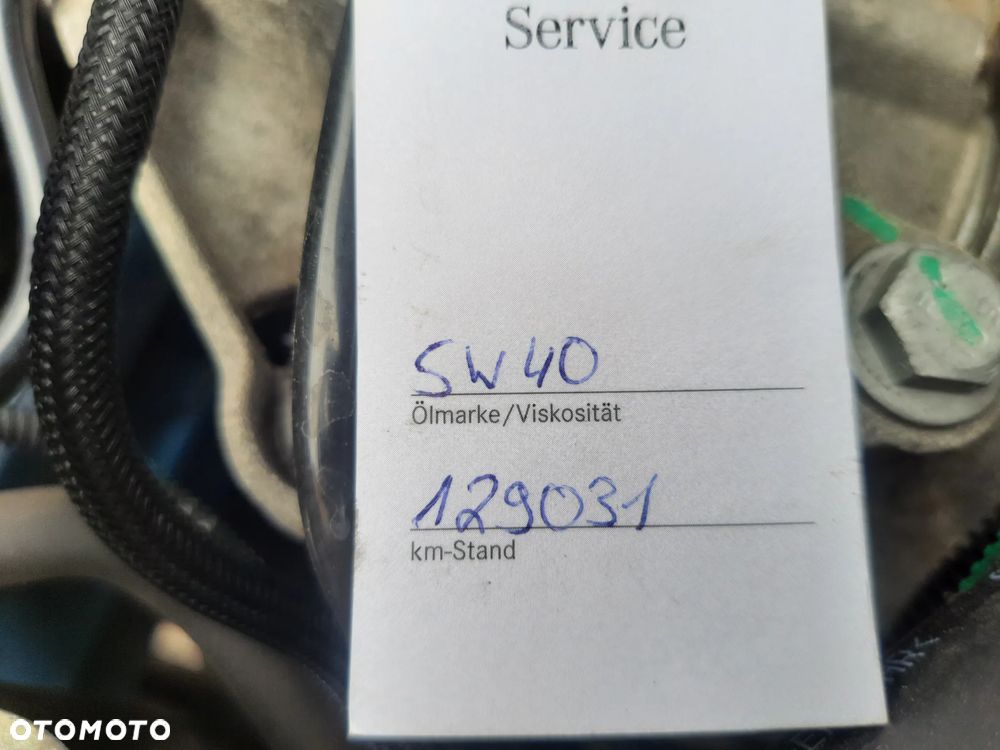 Service
5W40
Ölmarke/Viskosität
129031
km-Stand
OTOMOTO